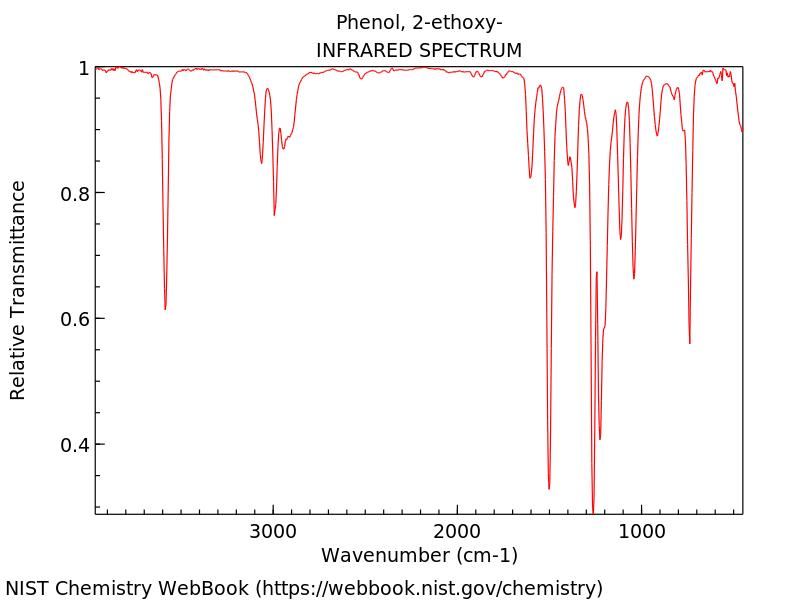 Phenol, 2-ethoxy-
INFRARED SPECTRUM
1
0.8
0.6
0.4
Relative Transmittance
3000 2000 1000
Wavenumber (cm-1)
NIST Chemistry WebBook (https://webbook.nist.gov/chemistry)